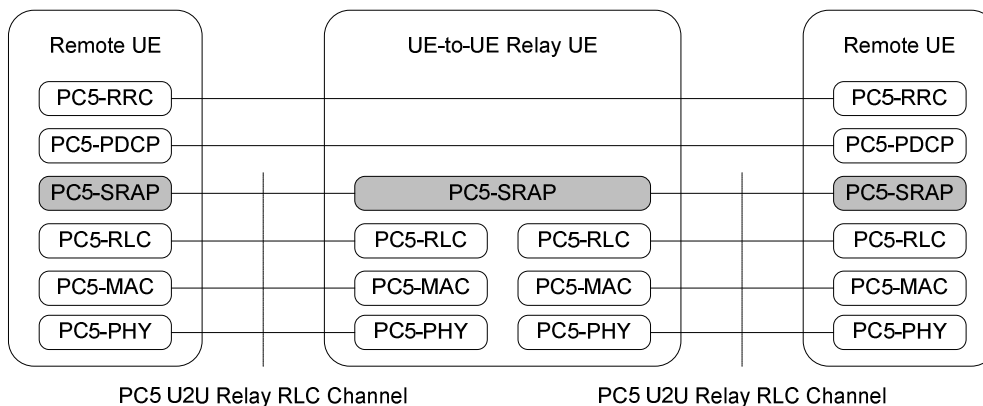 Remote UE
UE-to-UE Relay UE
Remote UE
PC5-RRC
PC5-RRC
PC5-PDCP
PC5-PDCP
PC5-SRAP
PC5-SRAP
PC5-SRAP
PC5-RLC
PC5-RLC
PC5-RLC
PC5-RLC
PC5-MAC
PC5-MAC
PC5-MAC
PC5-MAC
PC5-PHY
PC5-PHY
PC5-PHY
PC5-PHY
PC5 U2U Relay RLC Channel
PC5 U2U Relay RLC Channel